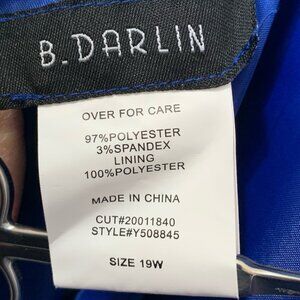 B.DARLIN
OVER FOR CARE
97%POLYESTER
3%SPANDEX
LINING
100%POLYESTER
MADE IN CHINA
CUT#20011840
STYLE#Y508845
SIZE 19W